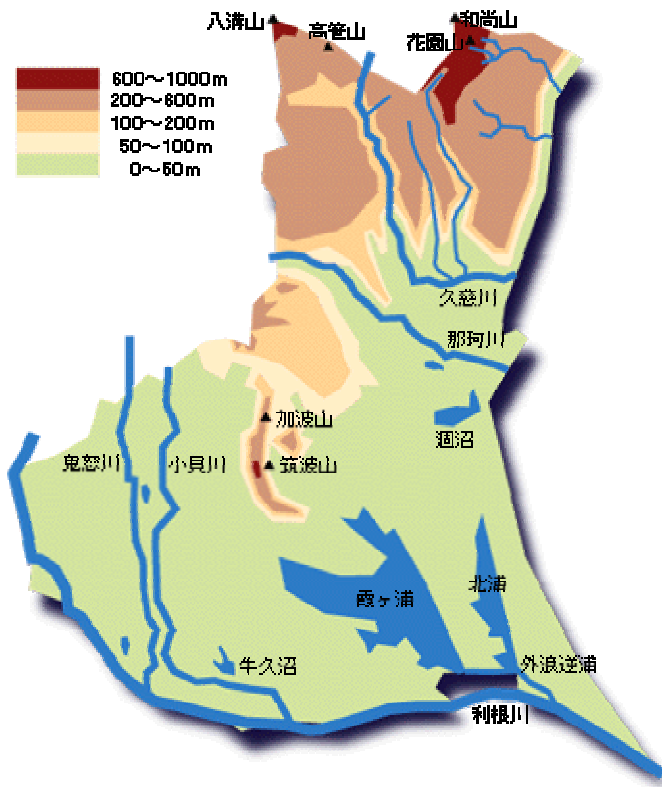 八溝山
高笹山
和尚山
花園山
600～1000m
200～600m
100～200m
50～100m
0～50m
久慈川
那珂川
加波山
涸沼
鬼怒川
小貝川
筑波山
霞ヶ浦
北浦
牛久沼
外浪逆浦
利根川